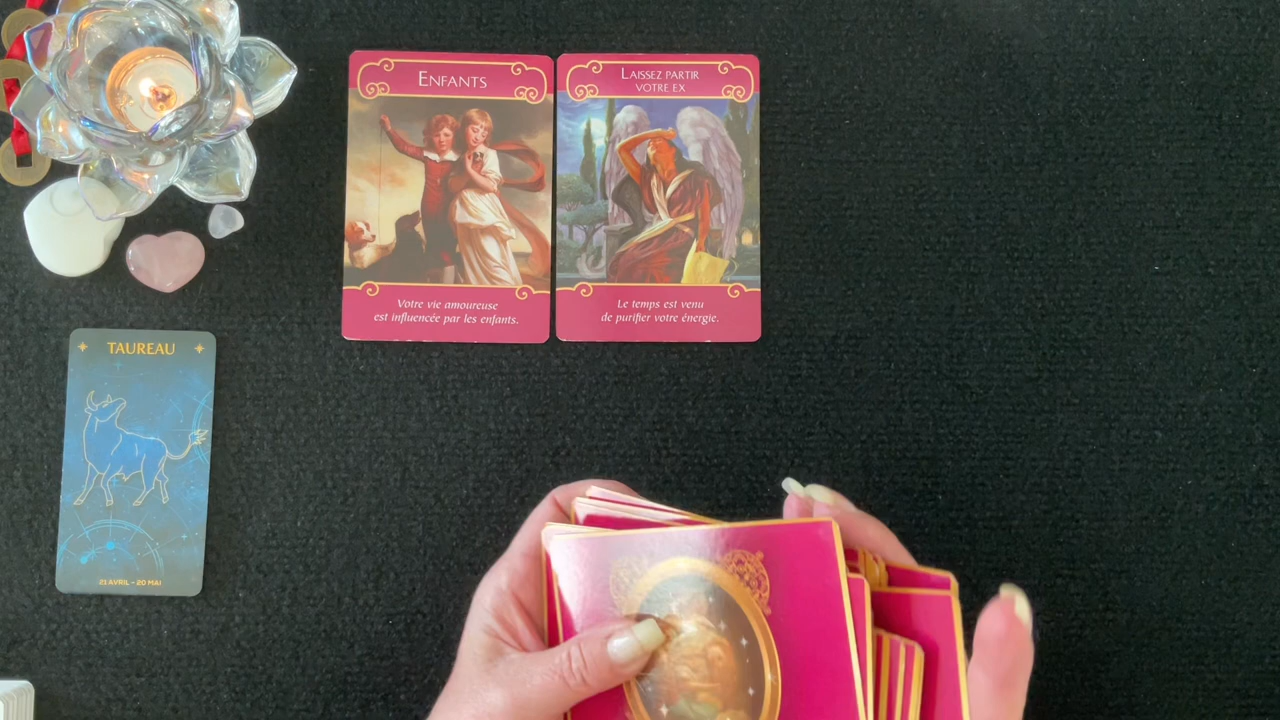 ENFANTS
LAISSEZ PARTIR
VOTRE EX
Votre vie amoureuse
est influencée par les enfants.
Le temps est venu
de purifier votre énergie.
TAUREAU
21 AVRIL - 20 MAI